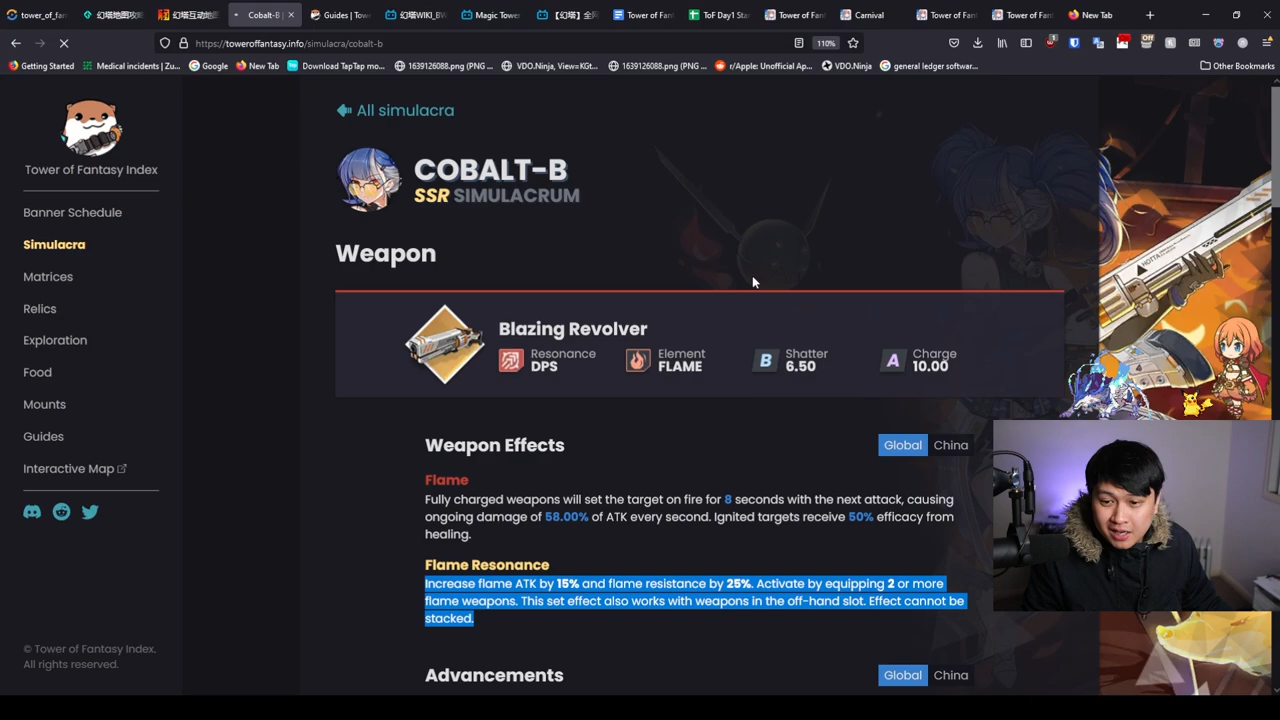 tower_of_fan
幻塔地图攻略
幻塔互动地图
Cobalt-B |
Guides | Towe
幻塔WIKI_BW
Magic Tower
【幻塔】全网
Tower of Fanta
ToF Day1 Star
Tower of Fanta
Carnival
Tower of Fanta
Tower of Fanta
New Tab
https://toweroffantasy.info/simulacra/cobalt-b
110%
Off
1
Getting Started
Medical incidents | Zu...
Google
New Tab
Download TapTap mo...
1639126088.png (PNG ...
VDO.Ninja, View=KGt...
1639126088.png (PNG ...
r/Apple: Unofficial Ap...
VDO.Ninja
general ledger softwar...
Other Bookmarks
Tower of Fantasy Index
Banner Schedule
Simulacra
Matrices
Relics
Exploration
Food
Mounts
Guides
Interactive Map
© Tower of Fantasy Index.
All rights reserved.
All simulacra
COBALT-B
SSR SIMULACRUM
Weapon
Blazing Revolver
Resonance
DPS
Element
FLAME
B
Shatter
6.50
A
Charge
10.00
HOTTA
Weapon Effects
Global
China
Flame
Fully charged weapons will set the target on fire for 8 seconds with the next attack, causing
ongoing damage of 58.00% of ATK every second. Ignited targets receive 50% efficacy from
healing.
Flame Resonance
Increase flame ATK by 15% and flame resistance by 25%. Activate by equipping 2 or more
flame weapons. This set effect also works with weapons in the off-hand slot. Effect cannot be
stacked.
Advancements
Global
China